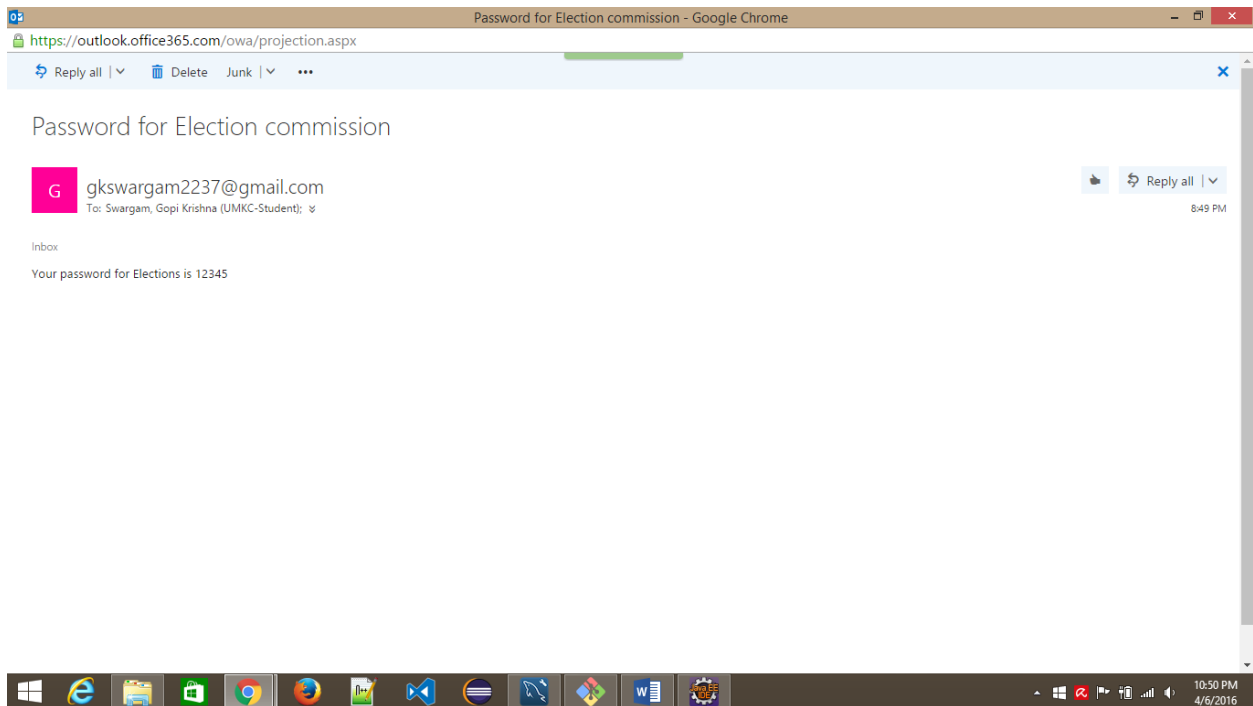 Password for Election commission - Google Chrome
https://outlook.office365.com/owa/projection.aspx
Reply all Delete Junk
Password for Election commission
G
gkswargam2237@gmail.com
To: Swargam, Gopi Krishna (UMKC-Student);
Reply all
8:49 PM
Inbox
Your password for Elections is 12345
10:50 PM
4/6/2016